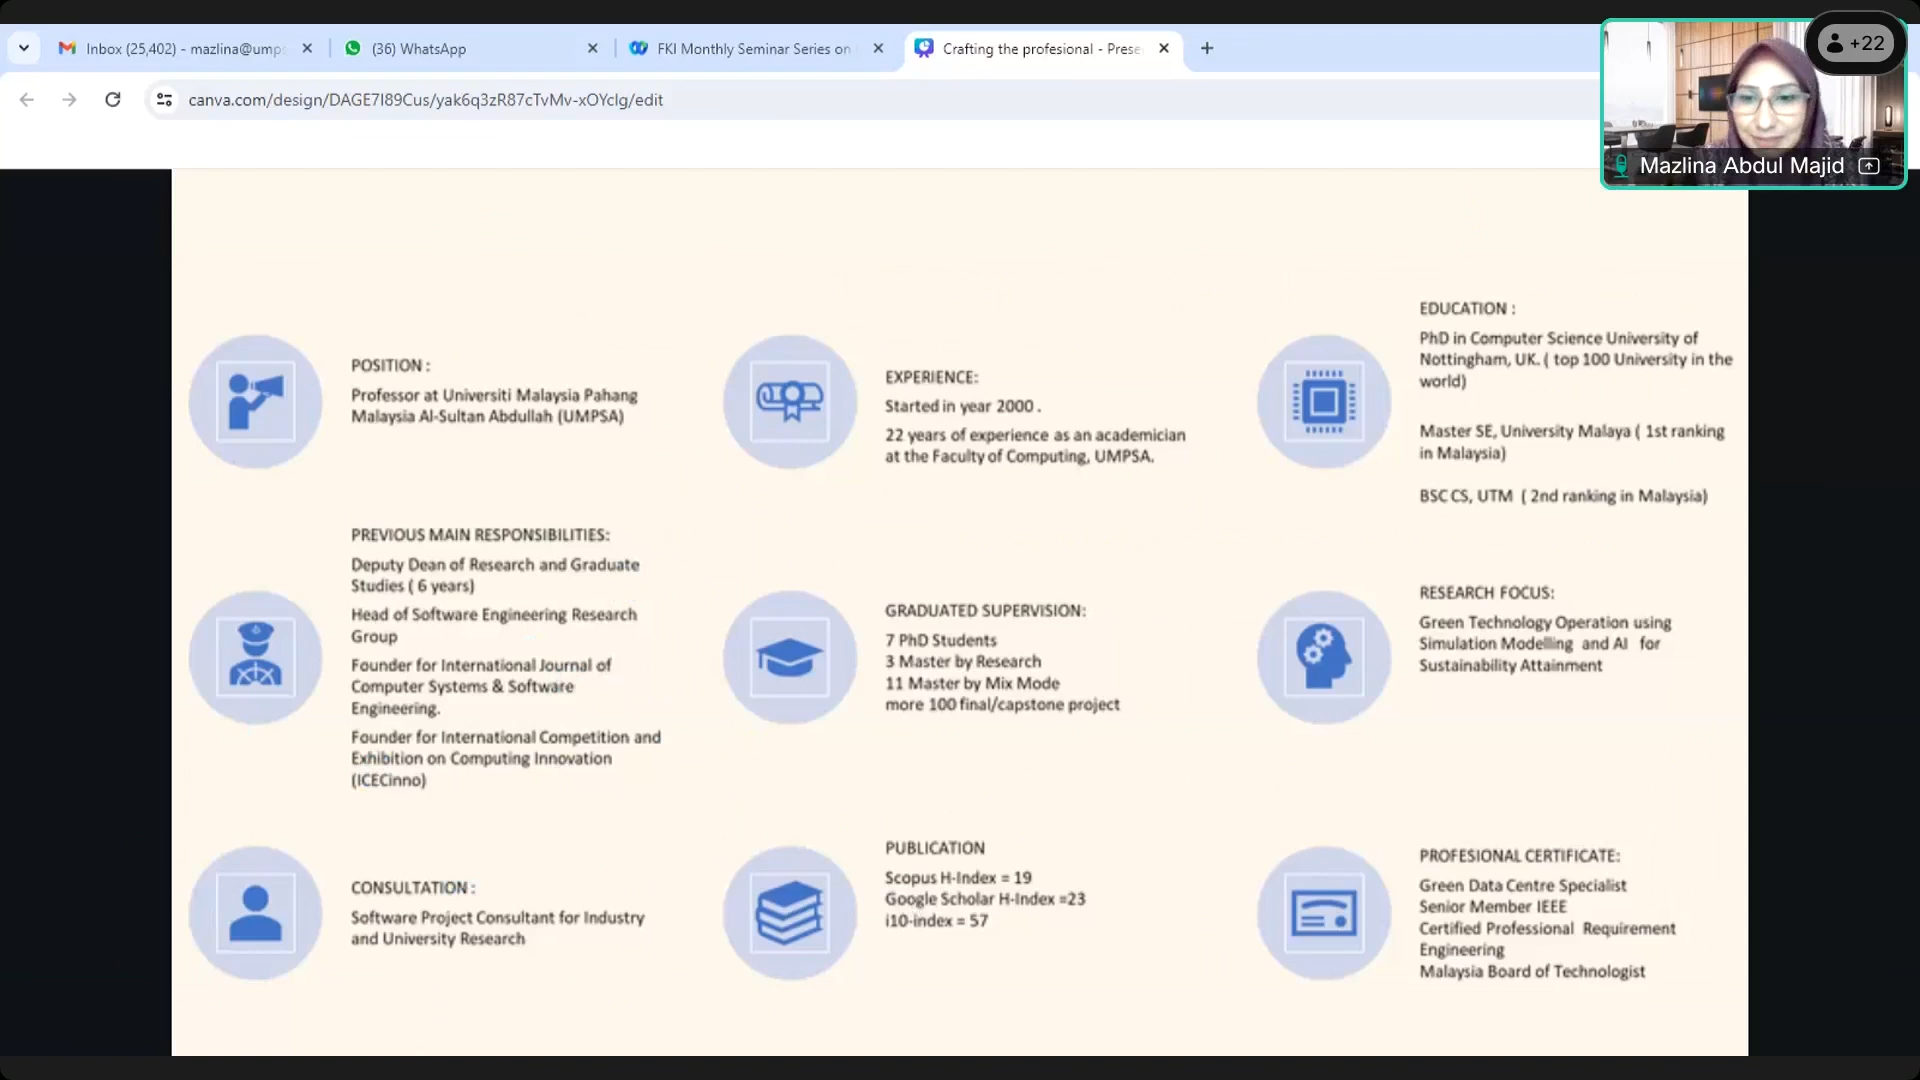 Inbox (25,402) - mazlina@ump
(36) WhatsApp
FKI Monthly Seminar Series on
Crafting the profesional - Prese
+22
canva.com/design/DAGE7I89Cus/yak6q3zR87cTvMv-xOYcIg/edit
Mazlina Abdul Majid
POSITION :
Professor at Universiti Malaysia Pahang
Malaysia Al-Sultan Abdullah (UMPSA)
EXPERIENCE:
Started in year 2000 .
22 years of experience as an academician
at the Faculty of Computing, UMPSA.
EDUCATION :
PhD in Computer Science University of
Nottingham, UK. ( top 100 University in the
world)
Master SE, University Malaya ( 1st ranking
in Malaysia)
BSC CS, UTM ( 2nd ranking in Malaysia)
PREVIOUS MAIN RESPONSIBILITIES:
Deputy Dean of Research and Graduate
Studies ( 6 years)
Head of Software Engineering Research
Group
Founder for International Journal of
Computer Systems & Software
Engineering.
Founder for International Competition and
Exhibition on Computing Innovation
(ICECinno)
GRADUATED SUPERVISION:
7 PhD Students
3 Master by Research
11 Master by Mix Mode
more 100 final/capstone project
RESEARCH FOCUS:
Green Technology Operation using
Simulation Modelling and AI for
Sustainability Attainment
CONSULTATION :
Software Project Consultant for Industry
and University Research
PUBLICATION
Scopus H-Index = 19
Google Scholar H-Index =23
i10-index = 57
PROFESIONAL CERTIFICATE:
Green Data Centre Specialist
Senior Member IEEE
Certified Professional Requirement
Engineering
Malaysia Board of Technologist